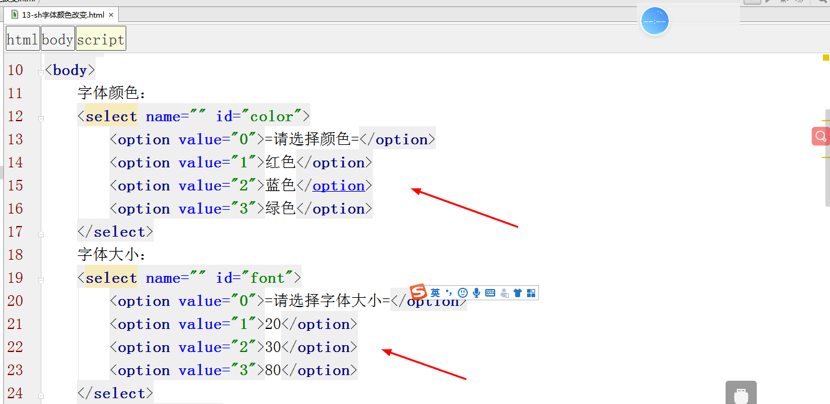 13-sh字体颜色改变.html ×
html body script
10 <body>
11 字体颜色:
12 <select name="" id="color">
13 <option value="0">=请选择颜色=</option>
14 <option value="1">红色</option>
15 <option value="2">蓝色</option>
16 <option value="3">绿色</option>
17 </select>
18 字体大小:
19 <select name="" id="font">
20 <option value="0">=请选择字体大小=</option>
英
21 <option value="1">20</option>
22 <option value="2">30</option>
23 <option value="3">80</option>
24 </select>